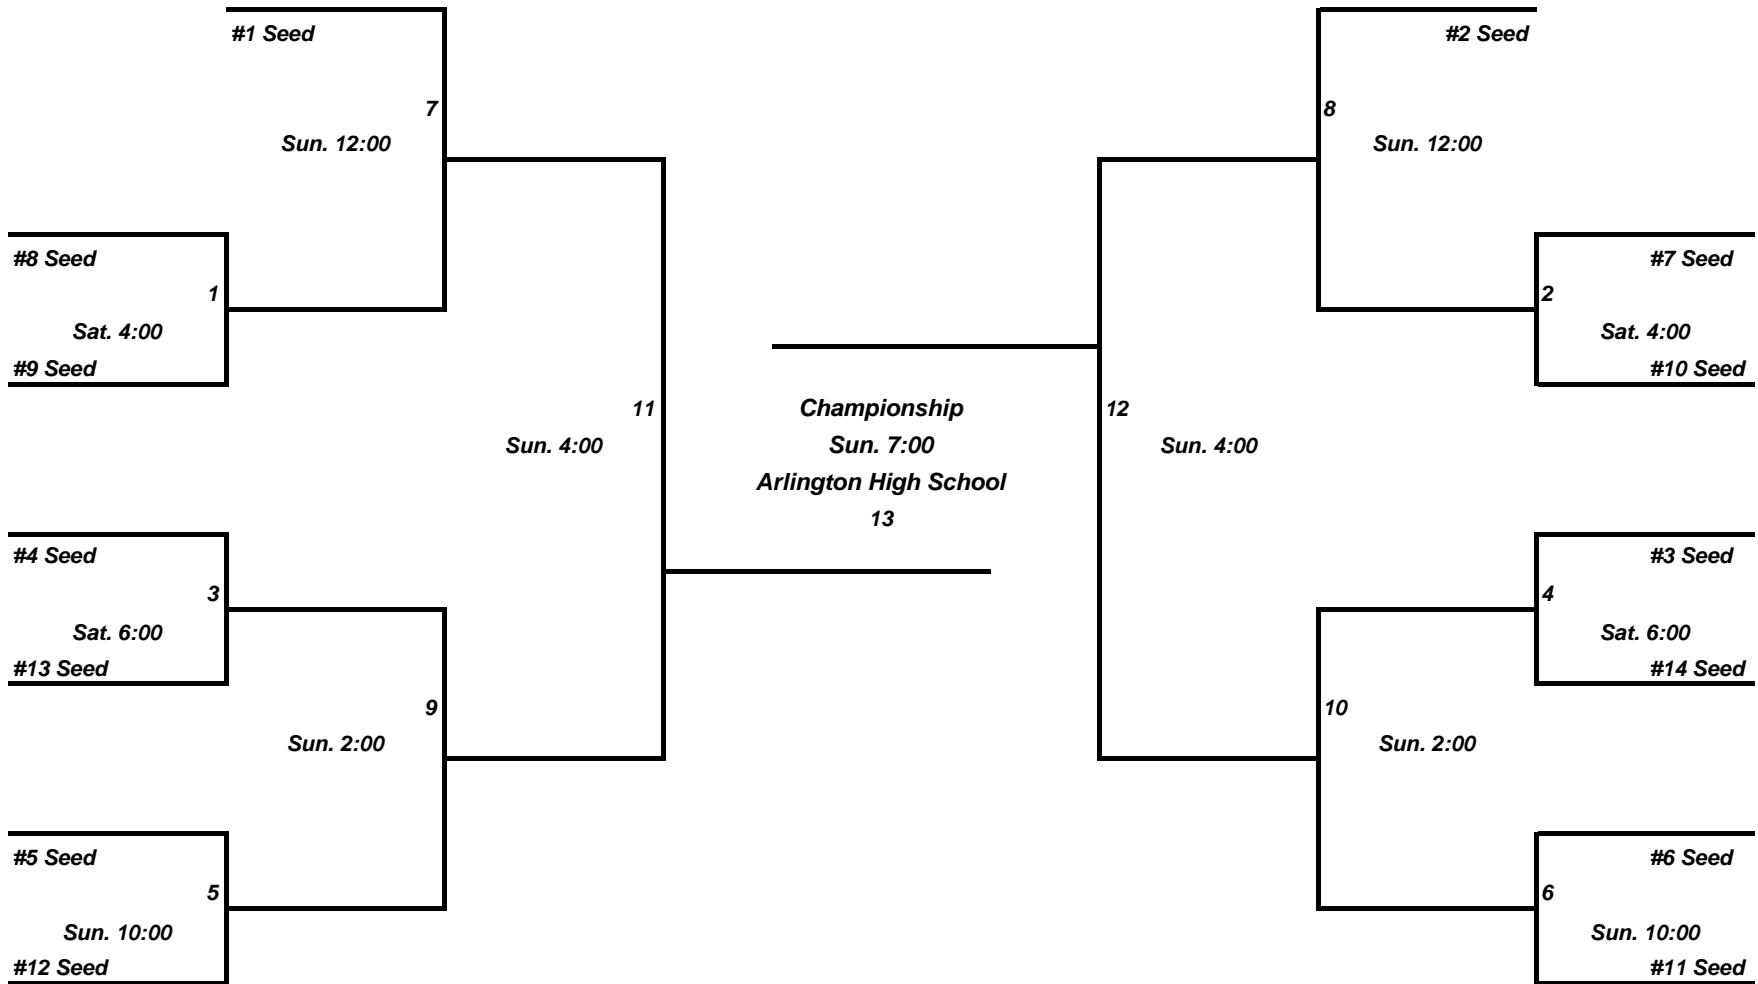 #1 Seed
#2 Seed
7
8
Sun. 12:00
Sun. 12:00
#8 Seed
#7 Seed
1
2
Sat. 4:00
Sat. 4:00
#9 Seed
#10 Seed
11
Championship
12
Sun. 4:00
Sun. 7:00
Sun. 4:00
Arlington High School
13
#4 Seed
#3 Seed
3
4
Sat. 6:00
Sat. 6:00
#13 Seed
#14 Seed
9
10
Sun. 2:00
Sun. 2:00
#5 Seed
#6 Seed
5
6
Sun. 10:00
Sun. 10:00
#12 Seed
#11 Seed